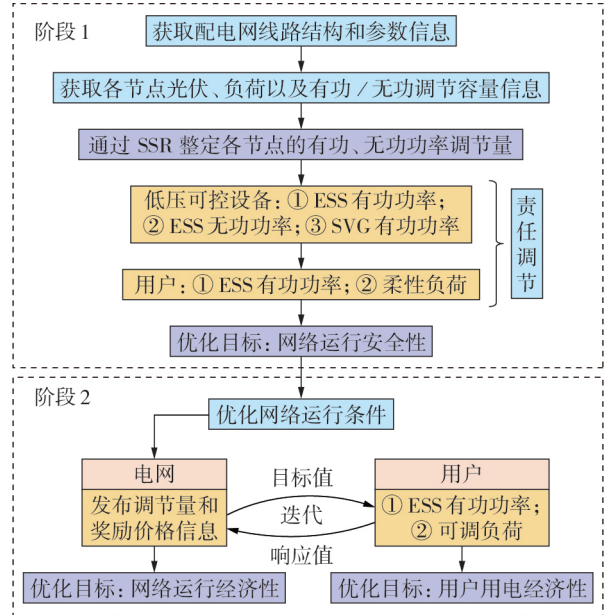 阶段 1
获取配电网线路结构和参数信息
获取各节点光伏、负荷以及有功/无功调节容量信息
通过 SSR 整定各节点的有功、无功功率调节量
低压可控设备：① ESS 有功功率；
② ESS 无功功率；③ SVG 有功功率
用户：① ESS 有功功率；② 柔性负荷
责任调节
优化目标：网络运行安全性
阶段 2
优化网络运行条件
电网
发布调节量和
奖励价格信息
目标值
迭代
响应值
用户
① ESS 有功功率；
② 可调负荷
优化目标：网络运行经济性
优化目标：用户用电经济性